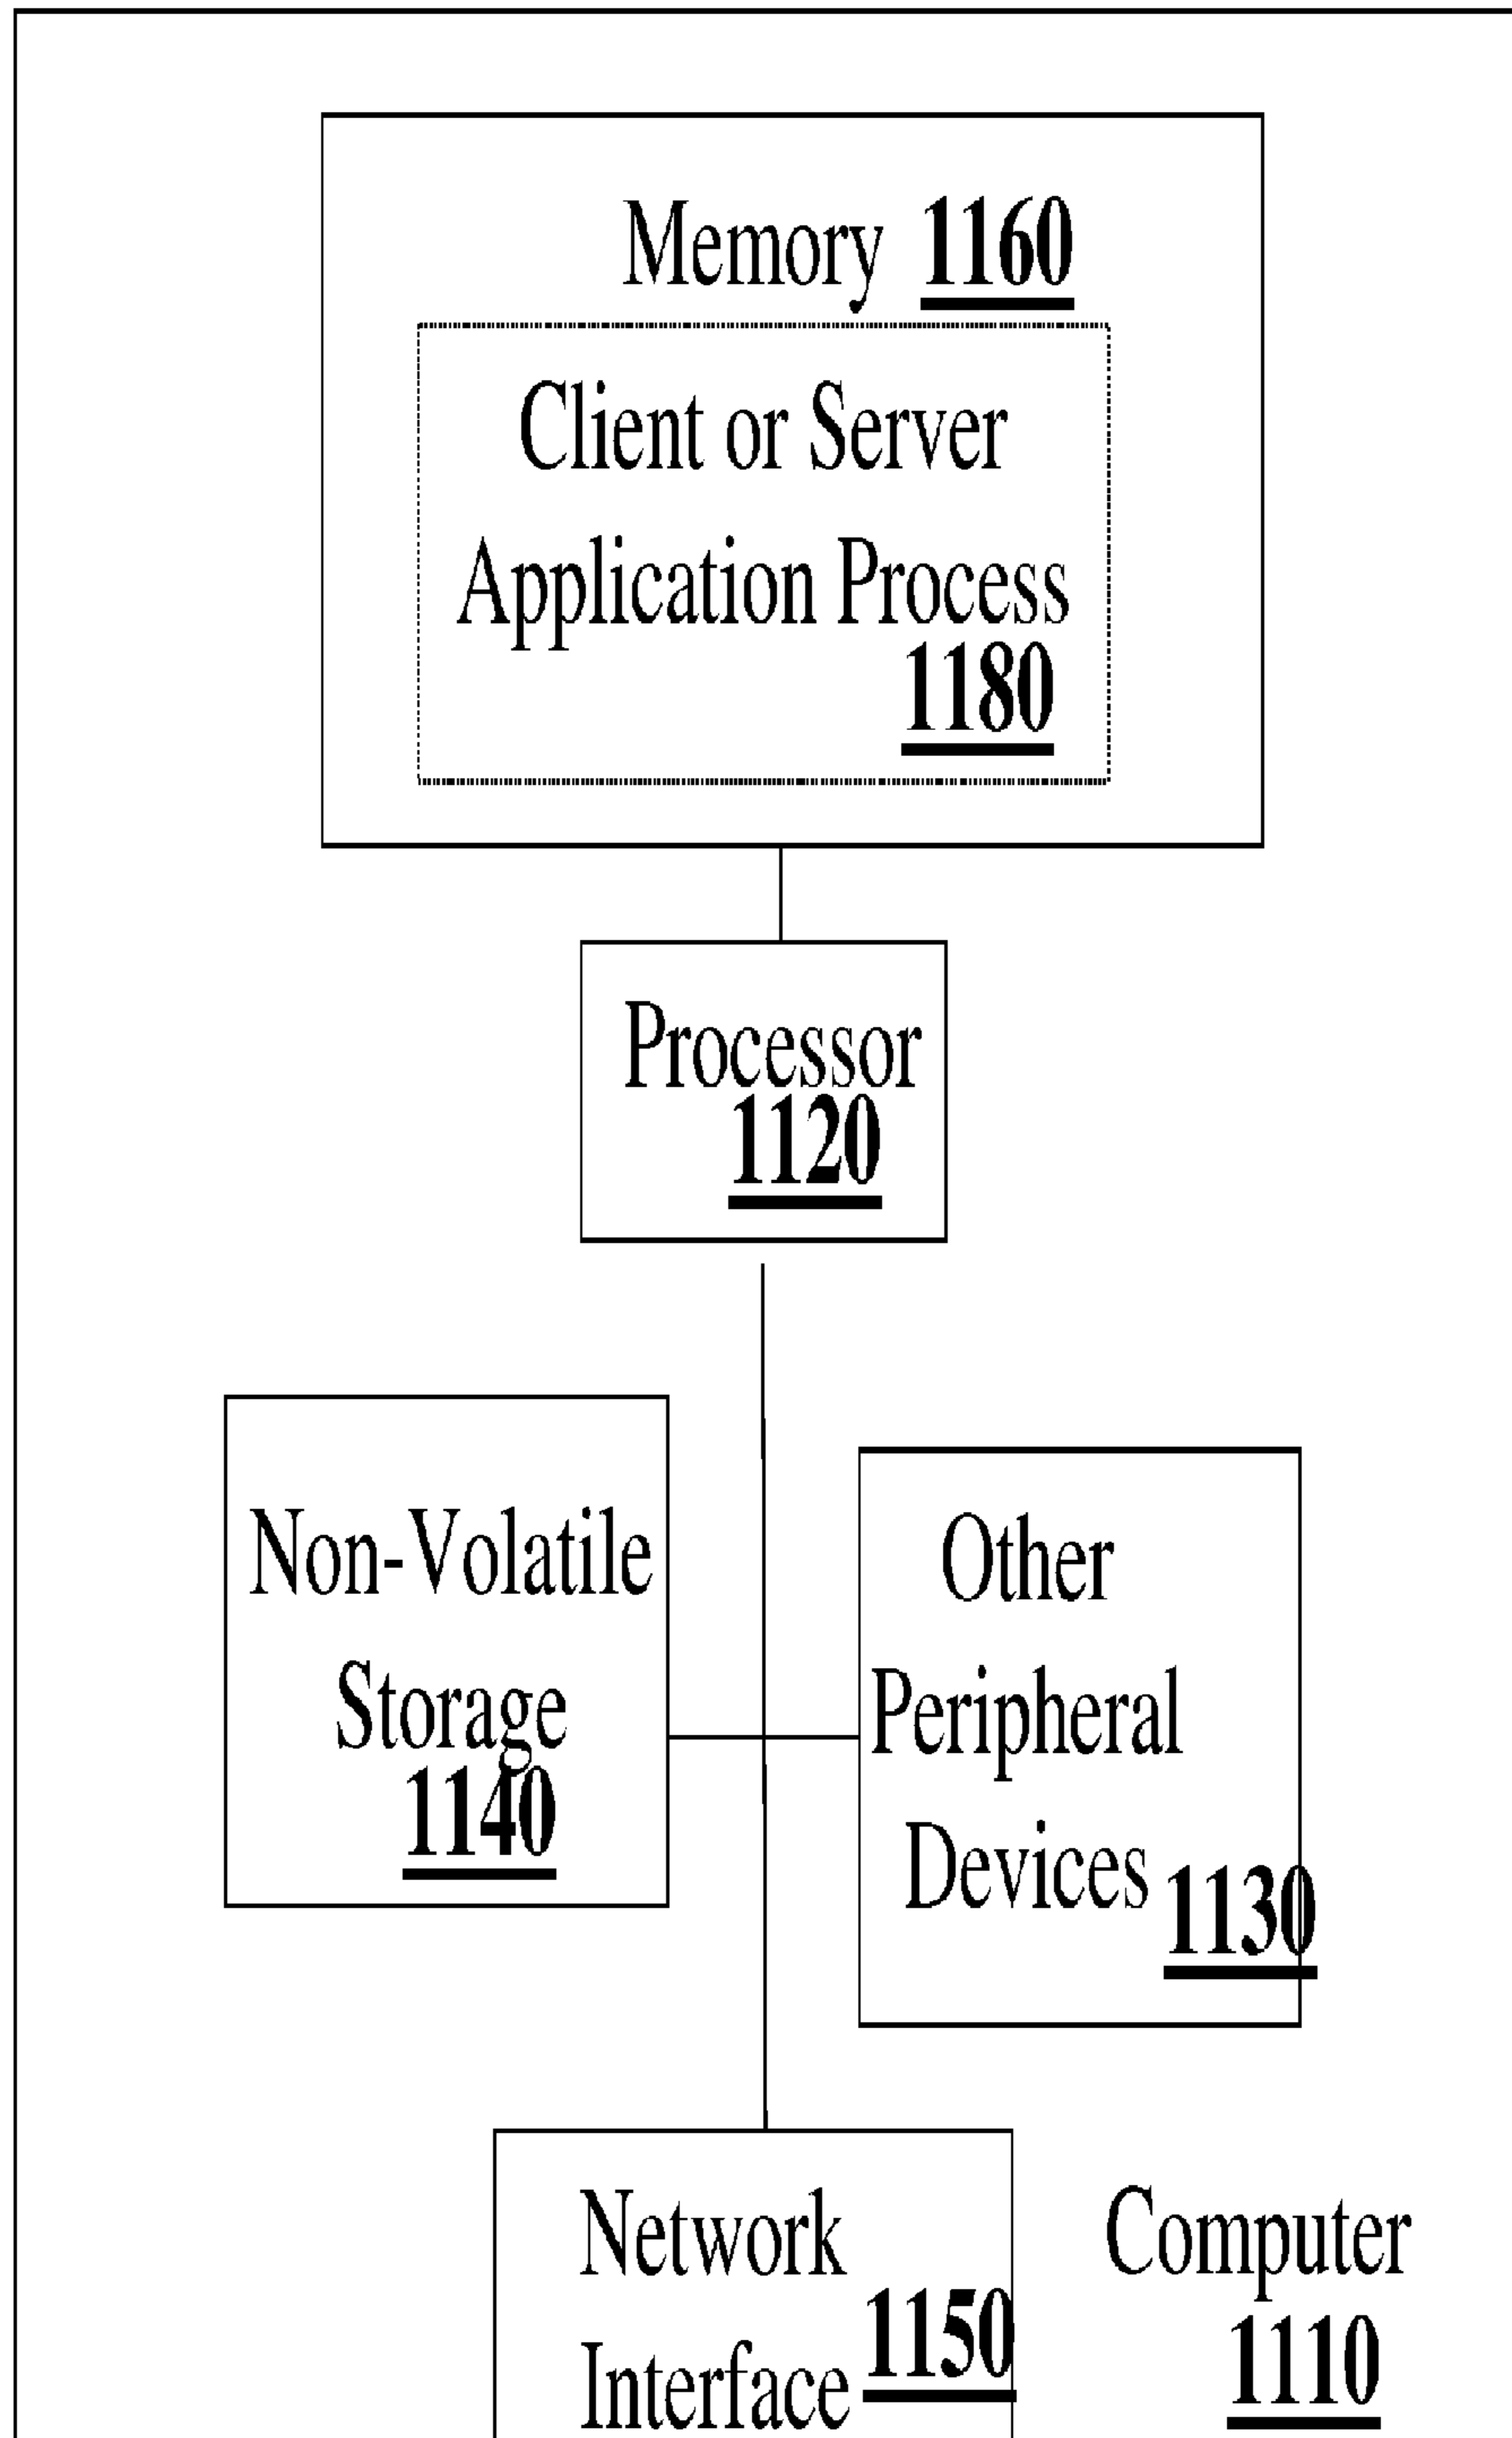 Memory 1160
Client or Server
Application Process
1180
Processor
1120
Non-Volatile
Storage
1140
Other
Peripheral
Devices 1130
Network
Interface 1150
Computer
1110